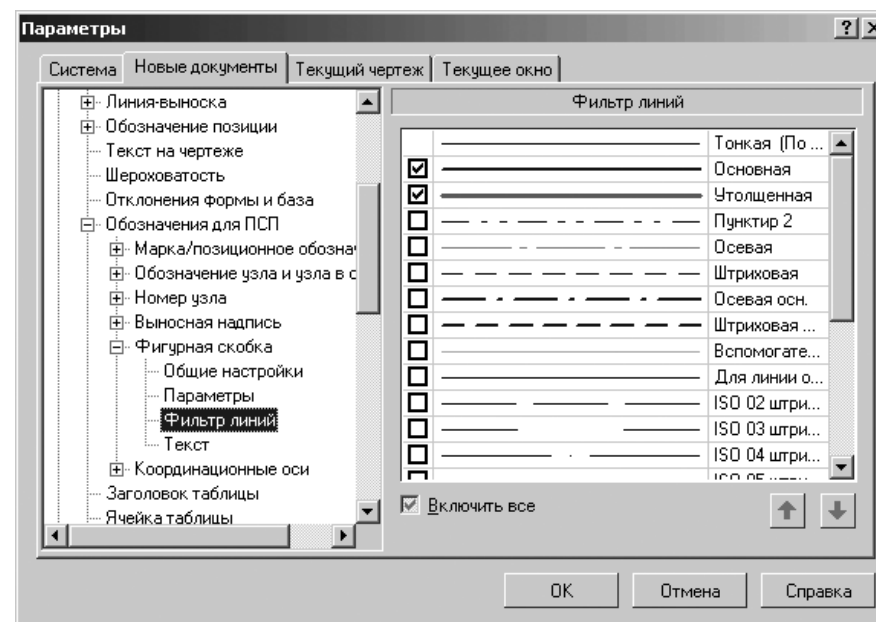 Параметры
Система
Новые документы
Текущий чертеж
Текущее окно
Линия-выноска
Обозначение позиции
Текст на чертеже
Шероховатость
Отклонения формы и база
Обозначения для ПСП
Марка/позиционное обозна
Обозначение узла и узла в с
Номер узла
Выносная надпись
Фигурная скобка
Общие настройки
Параметры
Фильтр линий
Текст
Координационные оси
Заголовок таблицы
Ячейка таблицы
Фильтр линий
Тонкая (По ...
Основная
Утолщенная
Пунктир 2
Осевая
Штриховая
Осевая осн.
Штриховая ...
Вспомогате...
Для линии о...
ISO 02 штри...
ISO 03 штри...
ISO 04 штри...
Включить все
OK
Отмена
Справка